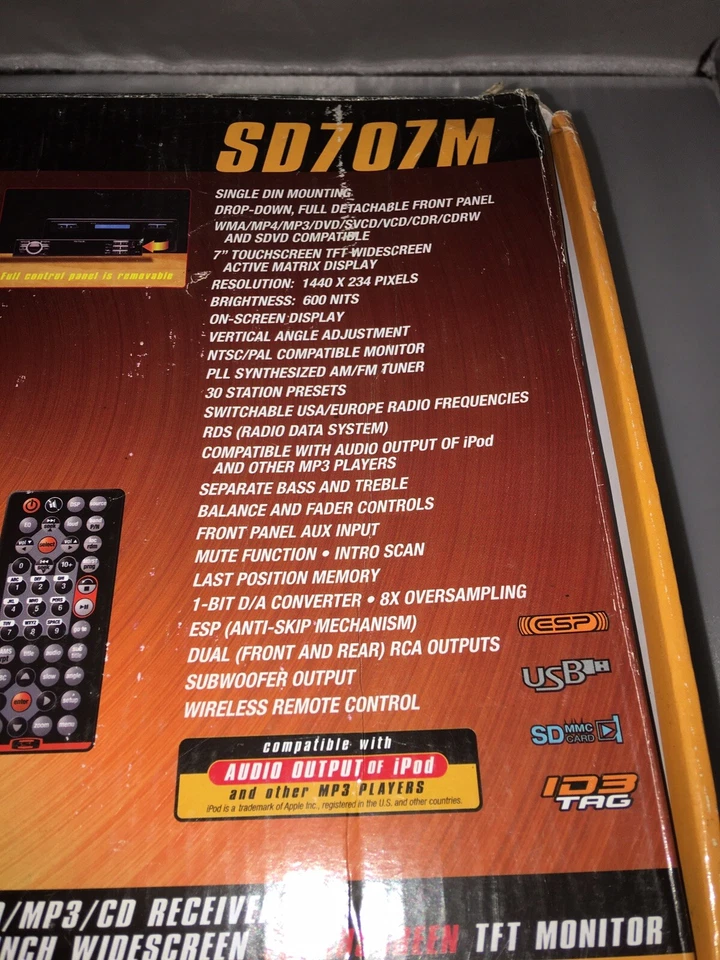 SD707M
SINGLE DIN MOUNTING
DROP-DOWN, FULL DETACHABLE FRONT PANEL
WMA/MP4/MP3/DVD/SVCD/VCD/CDR/CDRW
AND SDVD COMPATIBLE
7" TOUCHSCREEN TFT WIDESCREEN
ACTIVE MATRIX DISPLAY
RESOLUTION: 1440 X 234 PIXELS
BRIGHTNESS: 600 NITS
ON-SCREEN DISPLAY
VERTICAL ANGLE ADJUSTMENT
NTSC/PAL COMPATIBLE MONITOR
PLL SYNTHESIZED AM/FM TUNER
30 STATION PRESETS
SWITCHABLE USA/EUROPE RADIO FREQUENCIES
RDS (RADIO DATA SYSTEM)
COMPATIBLE WITH AUDIO OUTPUT OF iPod
AND OTHER MP3 PLAYERS
SEPARATE BASS AND TREBLE
BALANCE AND FADER CONTROLS
FRONT PANEL AUX INPUT
MUTE FUNCTION • INTRO SCAN
LAST POSITION MEMORY
1-BIT D/A CONVERTER • 8X OVERSAMPLING
ESP (ANTI-SKIP MECHANISM)
DUAL (FRONT AND REAR) RCA OUTPUTS
SUBWOOFER OUTPUT
WIRELESS REMOTE CONTROL
Full control panel is removable
ESP
USB
SD MMC CARD
ID3 TAG
compatible with
AUDIO OUTPUT OF iPod
and other MP3 PLAYERS
iPod is a trademark of Apple Inc., registered in the U.S. and other countries.
/MP3/CD RECEIVE
NCH WIDESCREEN EEN TFT MONITOR